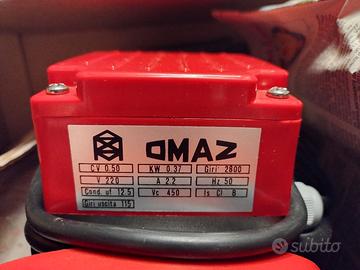 OMAZ
CV 0.50 KW 0.37 Giri' 2800
V 220 A 2.2 Hz 50
Cond. uf 12.5 Vc 450 Is Cl B
Giri uscita 115
subito